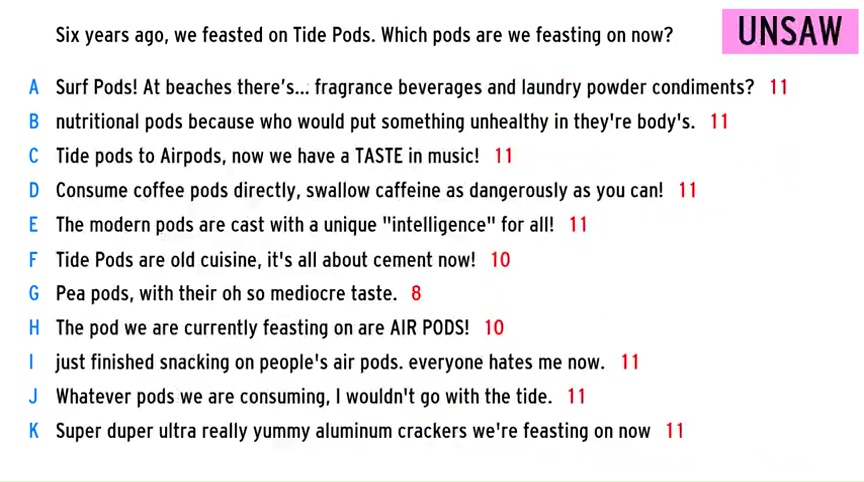 Six years ago, we feasted on Tide Pods. Which pods are we feasting on now?
UNSAW
A Surf Pods! At beaches there's... fragrance beverages and laundry powder condiments? 11
B nutritional pods because who would put something unhealthy in they're body's. 11
C Tide pods to Airpods, now we have a TASTE in music! 11
D Consume coffee pods directly, swallow caffeine as dangerously as you can! 11
E The modern pods are cast with a unique "intelligence" for all! 11
F Tide Pods are old cuisine, it's all about cement now! 10
G Pea pods, with their oh so mediocre taste. 8
H The pod we are currently feasting on are AIR PODS! 10
I just finished snacking on people's air pods. everyone hates me now. 11
J Whatever pods we are consuming, I wouldn't go with the tide. 11
K Super duper ultra really yummy aluminum crackers we're feasting on now 11